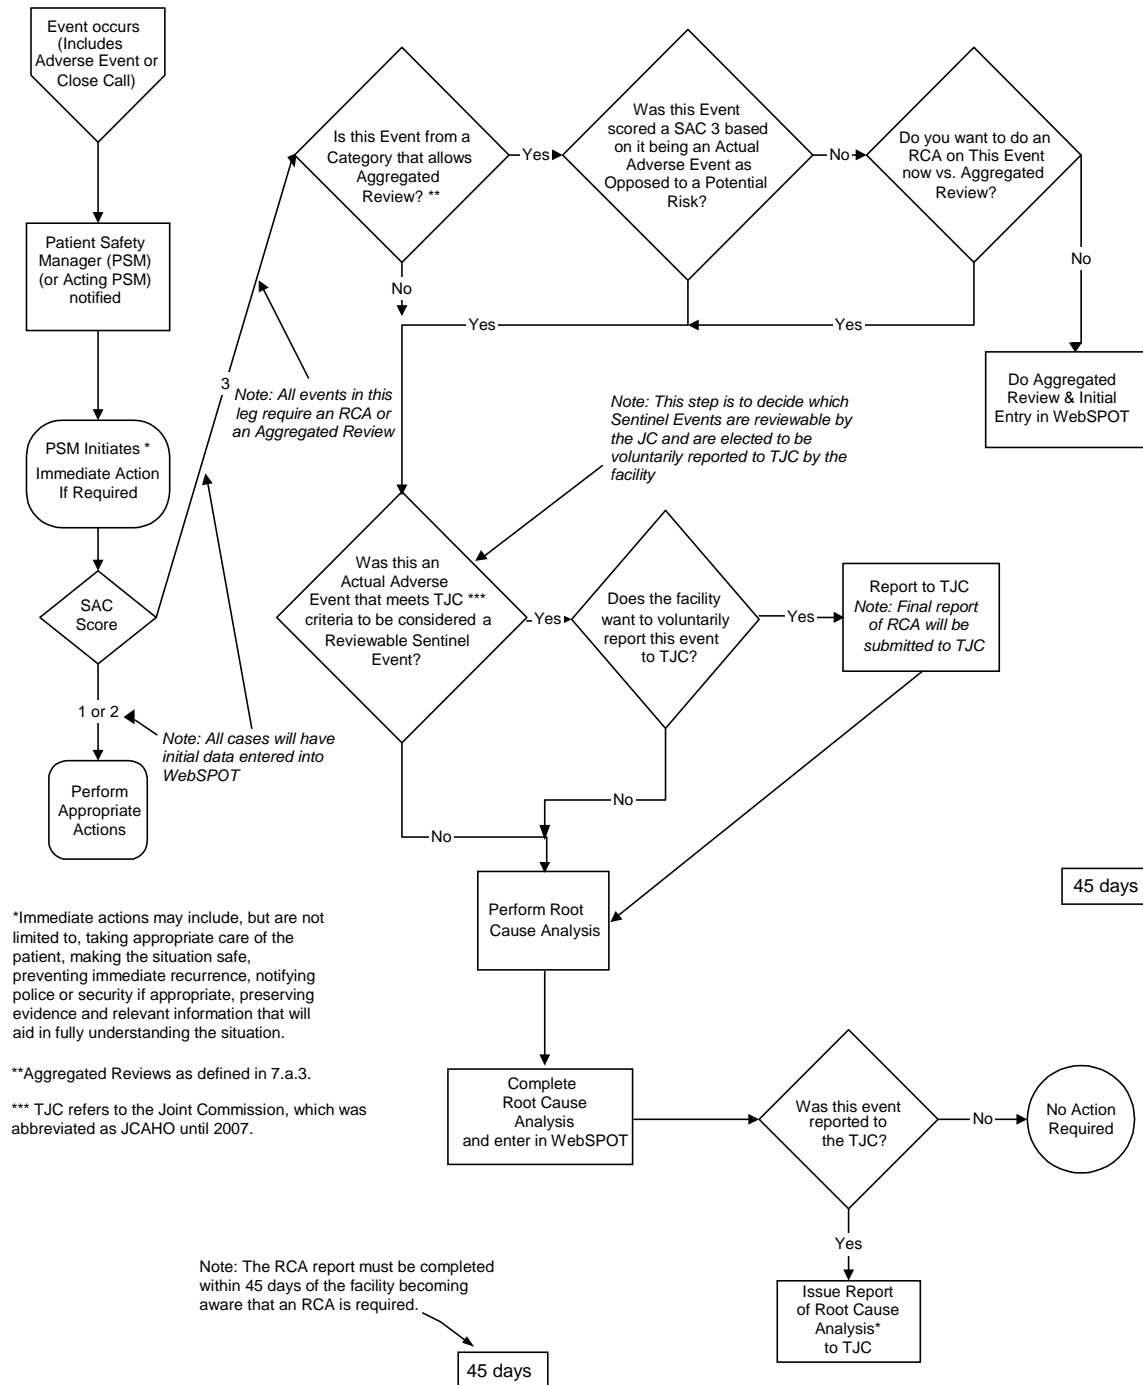 Event occurs
(Includes
Adverse Event or
Close Call)
Patient Safety
Manager (PSM)
(or Acting PSM)
notified
PSM Initiates *
Immediate Action
If Required
SAC
Score
1 or 2
Perform
Appropriate
Actions
3
Note: All cases will have
initial data entered into
WebSPOT
Note: All events in this
leg require an RCA or
an Aggregated Review
Is this Event from a
Category that allows
Aggregated
Review? **
Yes
No
Was this Event
scored a SAC 3 based
on it being an Actual
Adverse Event as
Opposed to a Potential
Risk?
No
Yes
Do you want to do an
RCA on This Event
now vs. Aggregated
Review?
Yes
No
Do Aggregated
Review & Initial
Entry in WebSPOT
Note: This step is to decide which
Sentinel Events are reviewable by
the JC and are elected to be
voluntarily reported to TJC by the
facility
Was this an
Actual Adverse
Event that meets TJC ***
criteria to be considered a
Reviewable Sentinel
Event?
Yes
No
Does the facility
want to voluntarily
report this event
to TJC?
Yes
No
Report to TJC
Note: Final report
of RCA will be
submitted to TJC
Perform Root
Cause Analysis
45 days
*Immediate actions may include, but are not
limited to, taking appropriate care of the
patient, making the situation safe,
preventing immediate recurrence, notifying
police or security if appropriate, preserving
evidence and relevant information that will
aid in fully understanding the situation.
**Aggregated Reviews as defined in 7.a.3.
*** TJC refers to the Joint Commission, which was
abbreviated as JCAHO until 2007.
Complete
Root Cause
Analysis
and enter in WebSPOT
Was this event
reported to
the TJC?
No
No Action
Required
Yes
Issue Report
of Root Cause
Analysis*
to TJC
Note: The RCA report must be completed
within 45 days of the facility becoming
aware that an RCA is required.
45 days